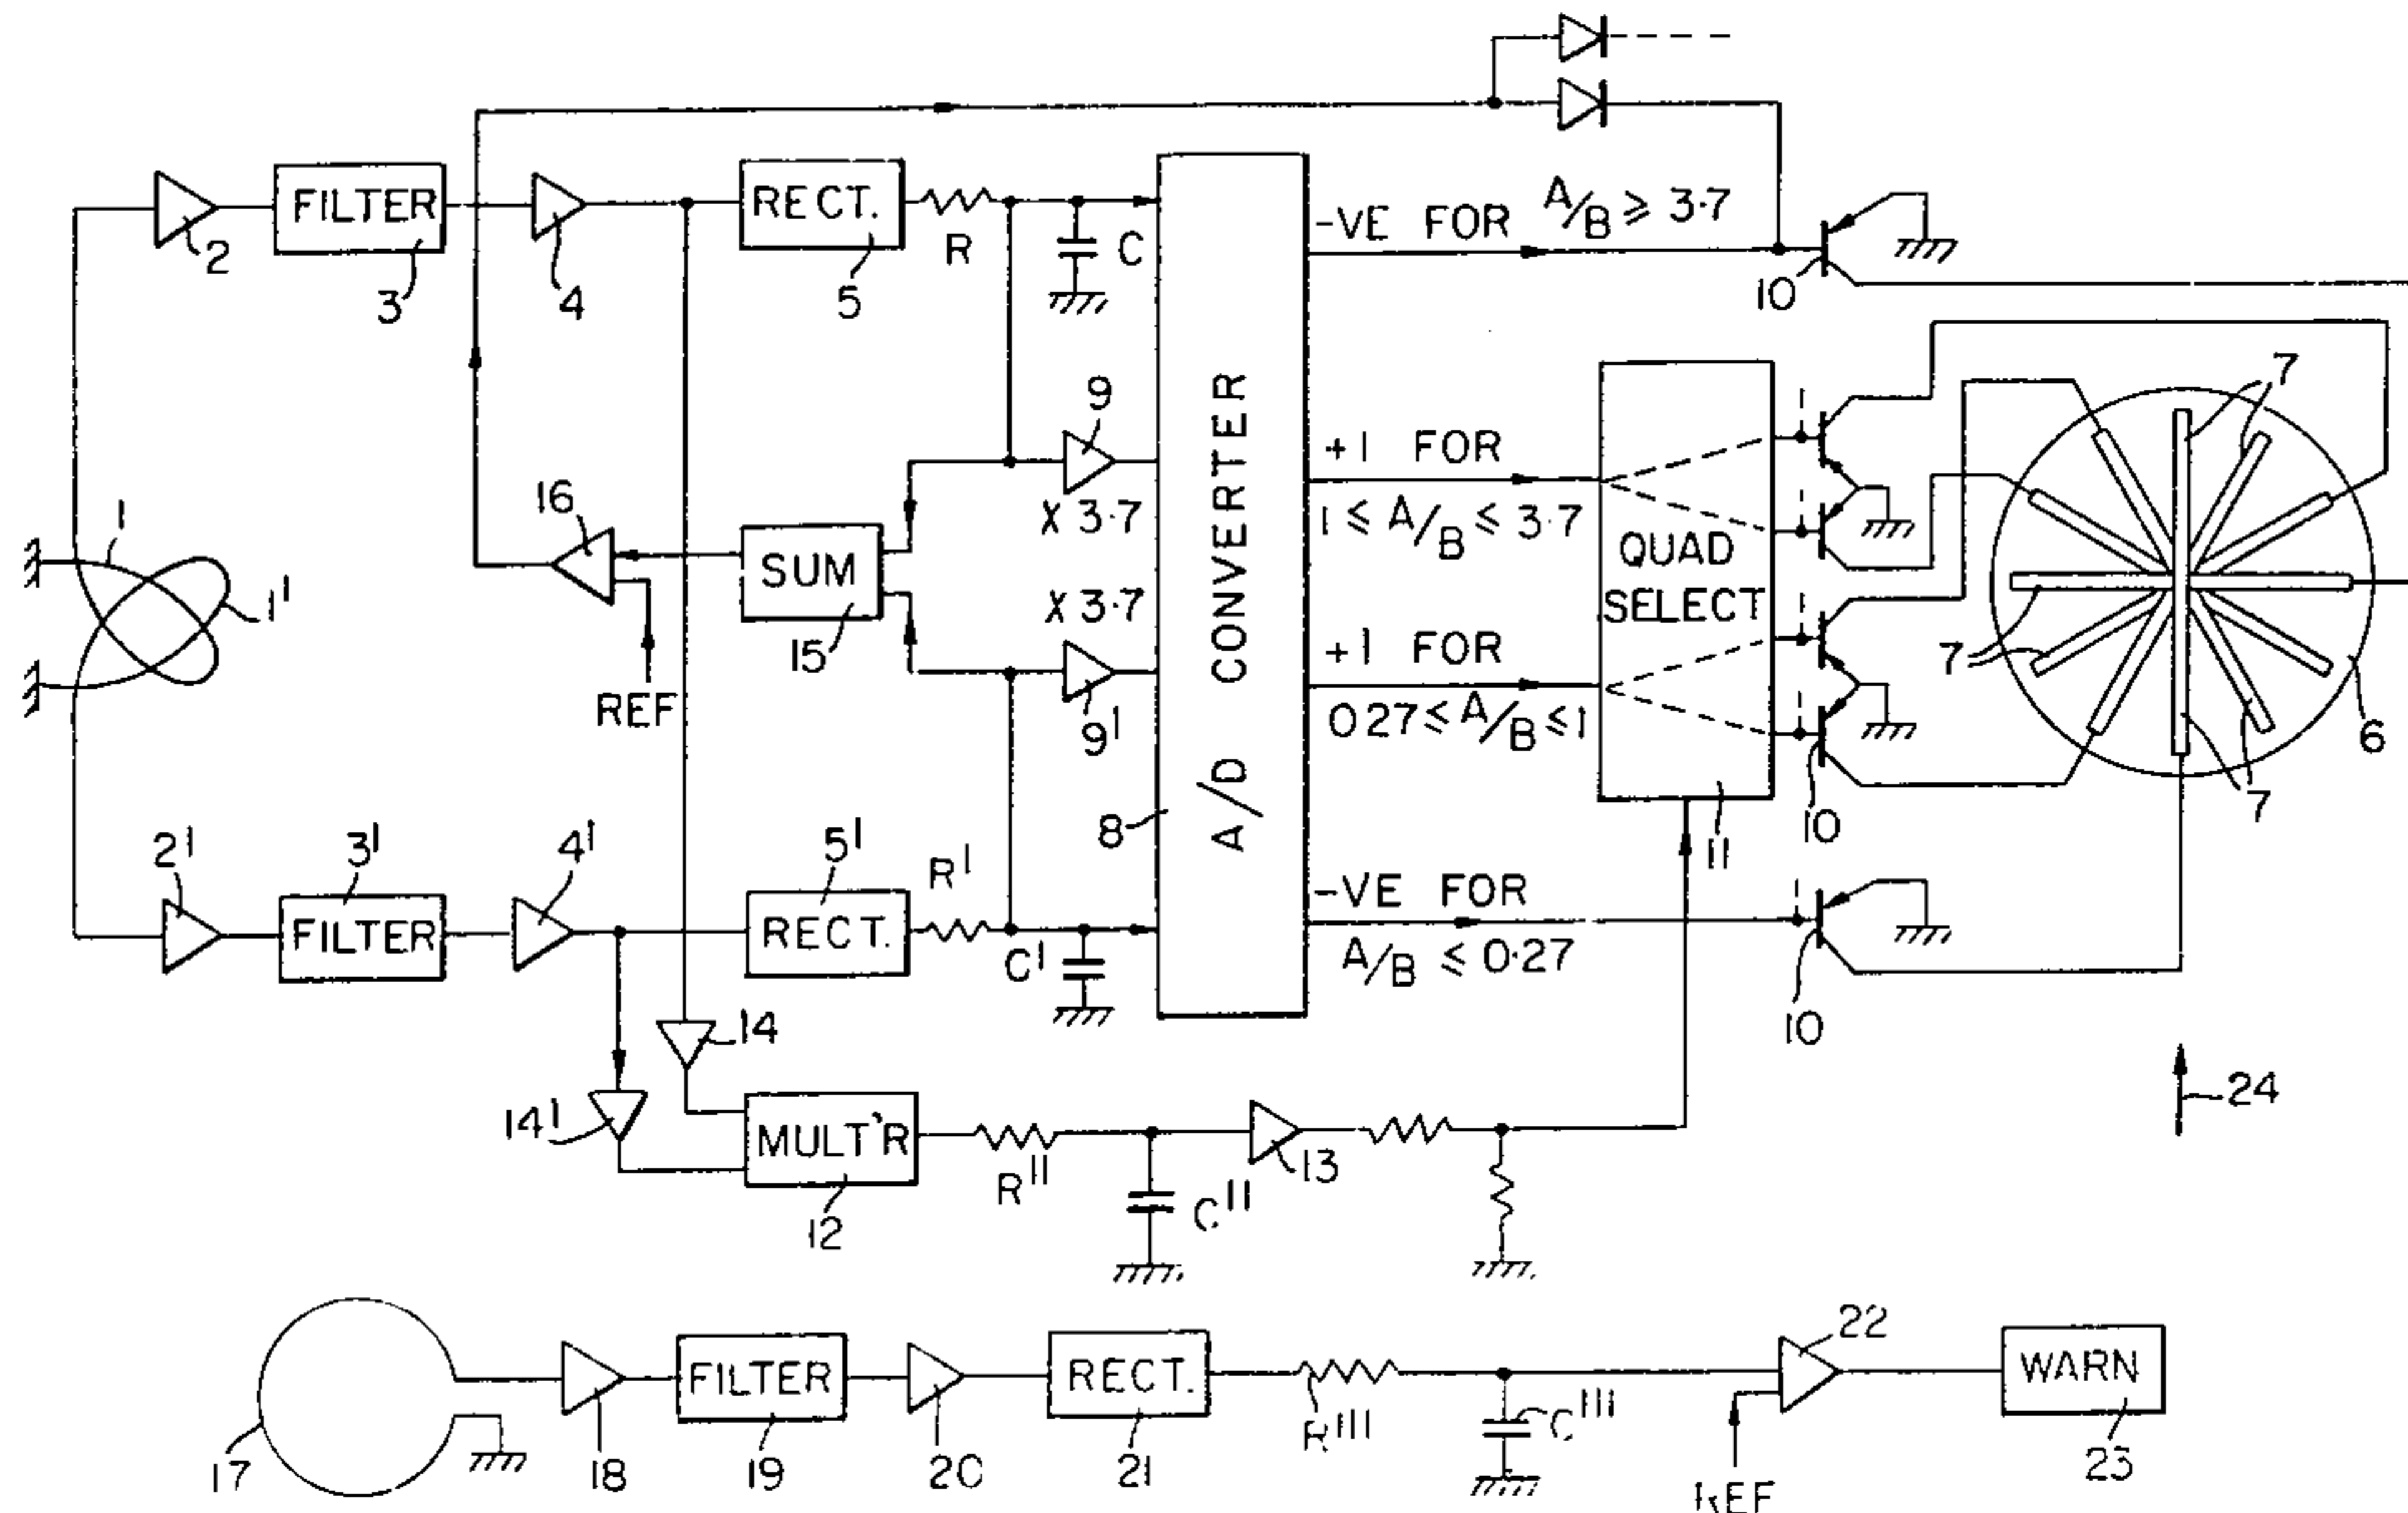 FILTER
2
3
4
RECT.
5
R
C
-VE FOR A/B ≥ 3·7
10
1
1'
16
REF
SUM
15
9
X 3·7
X 3·7
9'
A/D CONVERTER
8
+1 FOR
1 ≤ A/B ≤ 3·7
+1 FOR
0·27 ≤ A/B ≤ 1
QUAD
SELECT
11
10
7
7
7
7
6
2'
FILTER
3'
4'
RECT.
5'
R'
C'
-VE FOR
A/B ≤ 0·27
10
14
14'
MULT'R
12
R''
C''
13
24
17
18
FILTER
19
20
RECT.
21
R'''
C'''
22
REF
WARN
23